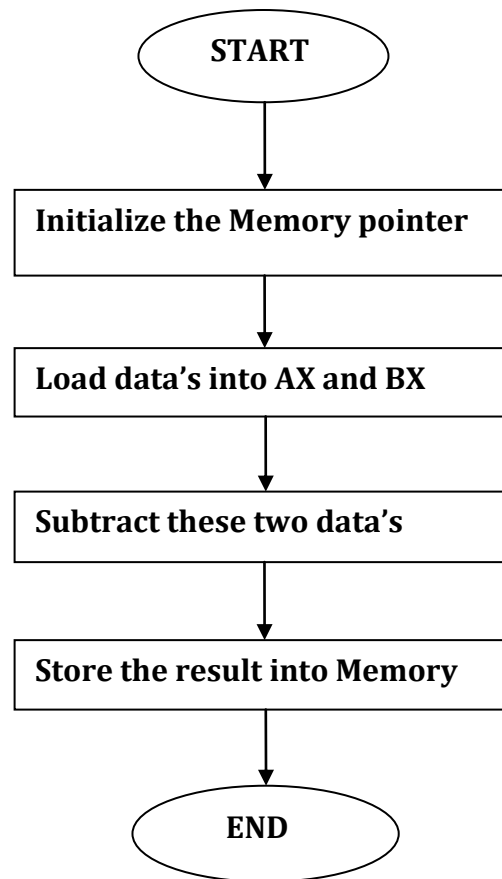 START
Initialize the Memory pointer
Load data’s into AX and BX
Subtract these two data’s
Store the result into Memory
END